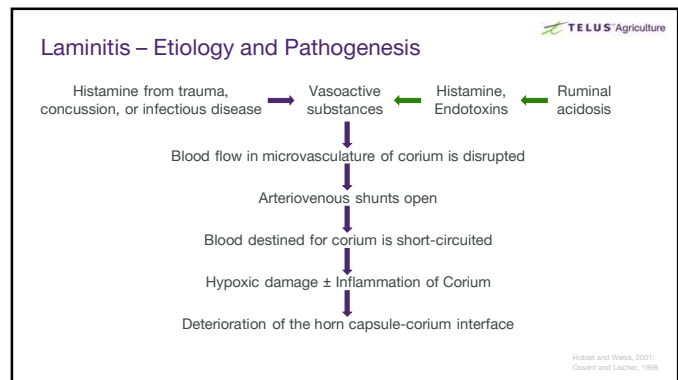 TELUS Agriculture
Laminitis – Etiology and Pathogenesis
Histamine from trauma, concussion, or infectious disease
Vasoactive substances
Histamine, Endotoxins
Ruminal acidosis
Blood flow in microvasculature of corium is disrupted
Arteriovenous shunts open
Blood destined for corium is short-circuited
Hypoxic damage ± Inflammation of Corium
Deterioration of the horn capsule-corium interface
Hoblet and Weiss, 2001;
Ossent and Lischer, 1998